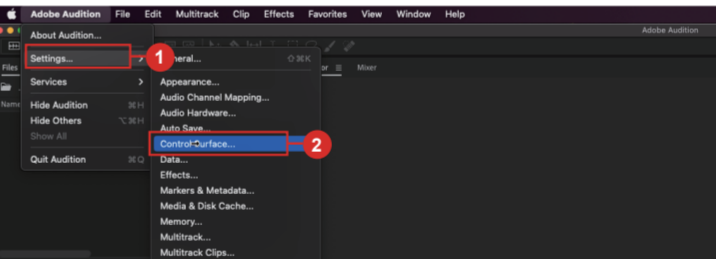 Adobe Audition File Edit Multitrack Clip Effects Favorites View Window Help
Adobe Audition
About Audition...
Settings... 1
neral... ⇧⌘K
Files
or ≡ Mixer
Services >
Appearance...
Name
Audio Channel Mapping...
Hide Audition ⌘H
Audio Hardware...
Hide Others ⌥⌘H
Auto Save...
Show All
Control Surface... 2
Quit Audition ⌘Q
Data...
Effects...
Markers & Metadata...
Media & Disk Cache...
Memory...
Multitrack...
Multitrack Clips...